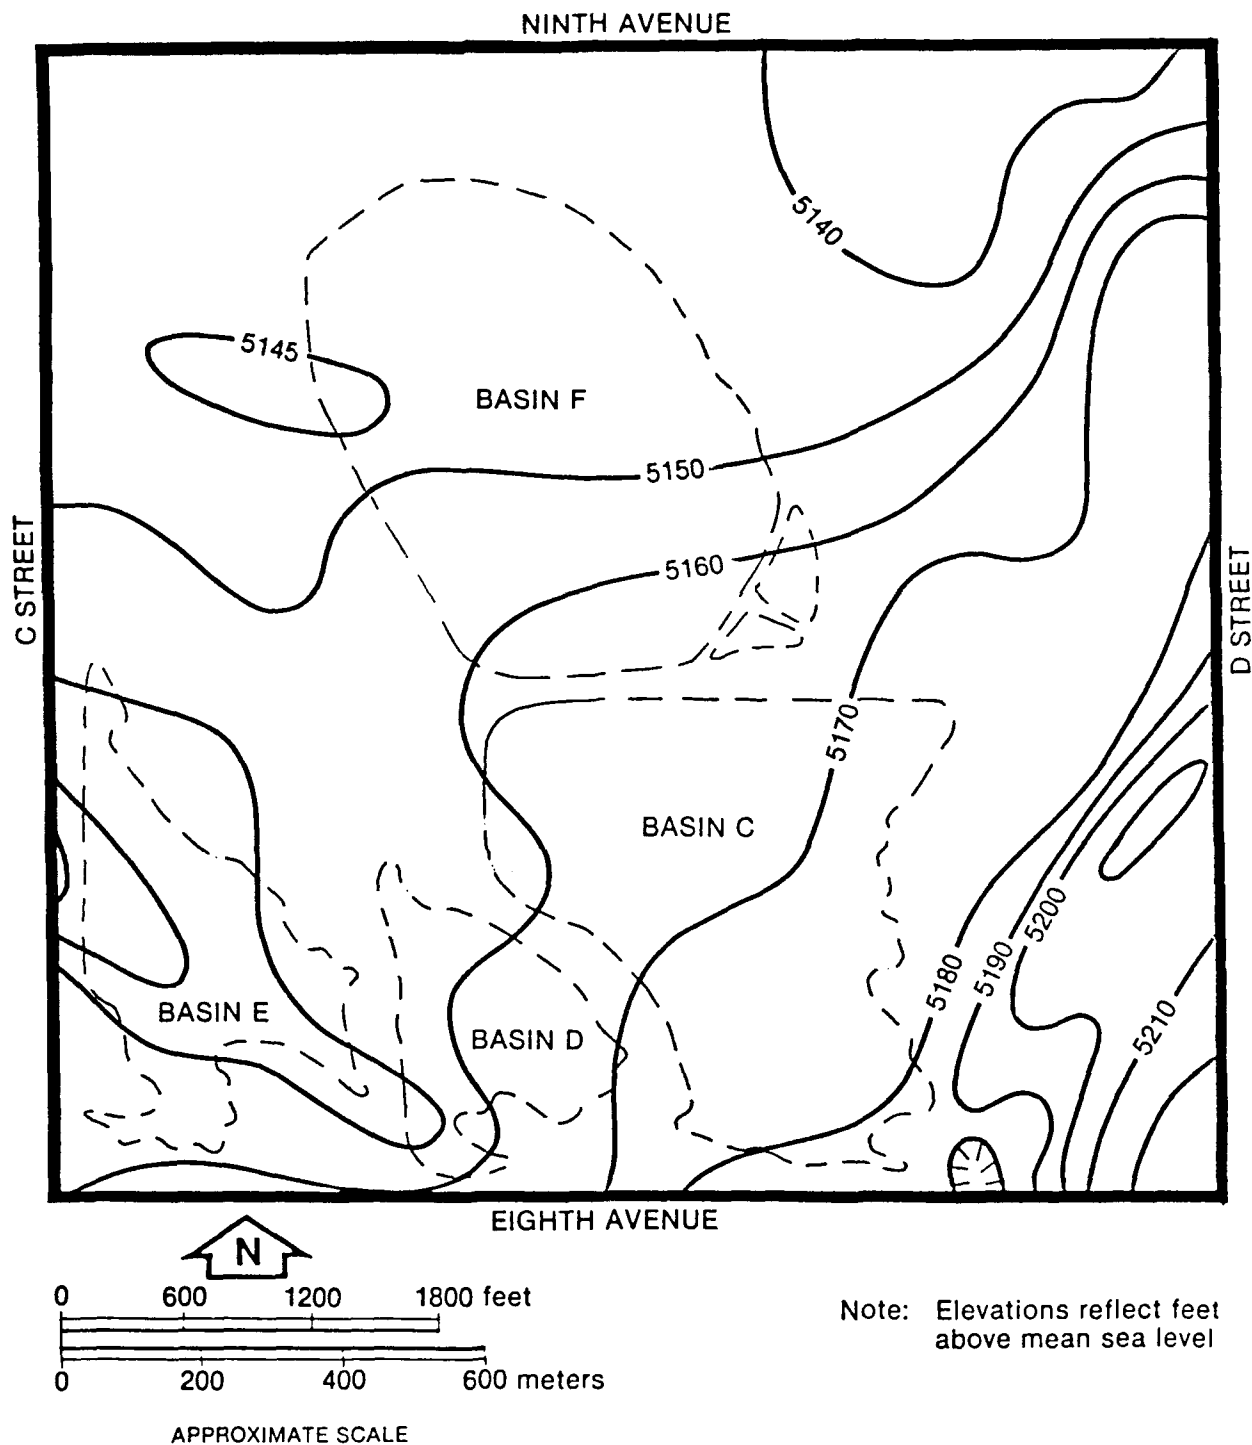 NINTH AVENUE
5140
5145
BASIN F
5150
C STREET
5160
D STREET
5170
BASIN C
5200
5190
5180
BASIN E
5210
BASIN D
EIGHTH AVENUE
N
0 600 1200 1800 feet
0 200 400 600 meters
APPROXIMATE SCALE
Note: Elevations reflect feet
above mean sea level